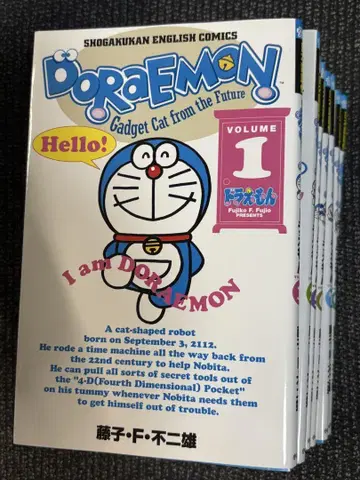 SHOGAKUKAN ENGLISH COMICS
DORAEMON
TM
Gadget Cat from the Future
Hello!
VOLUME
1
ドラえもん
Fujiko F. Fujio
PRESENTS
I am DORAEMON
A cat-shaped robot
born on September 3, 2112.
He rode a time machine all the way back from
the 22nd century to help Nobita.
He can pull all sorts of secret tools out of
the "4-D(Fourth Dimensional) Pocket"
on his tummy whenever Nobita needs them
to get himself out of trouble.
藤子・F・不二雄